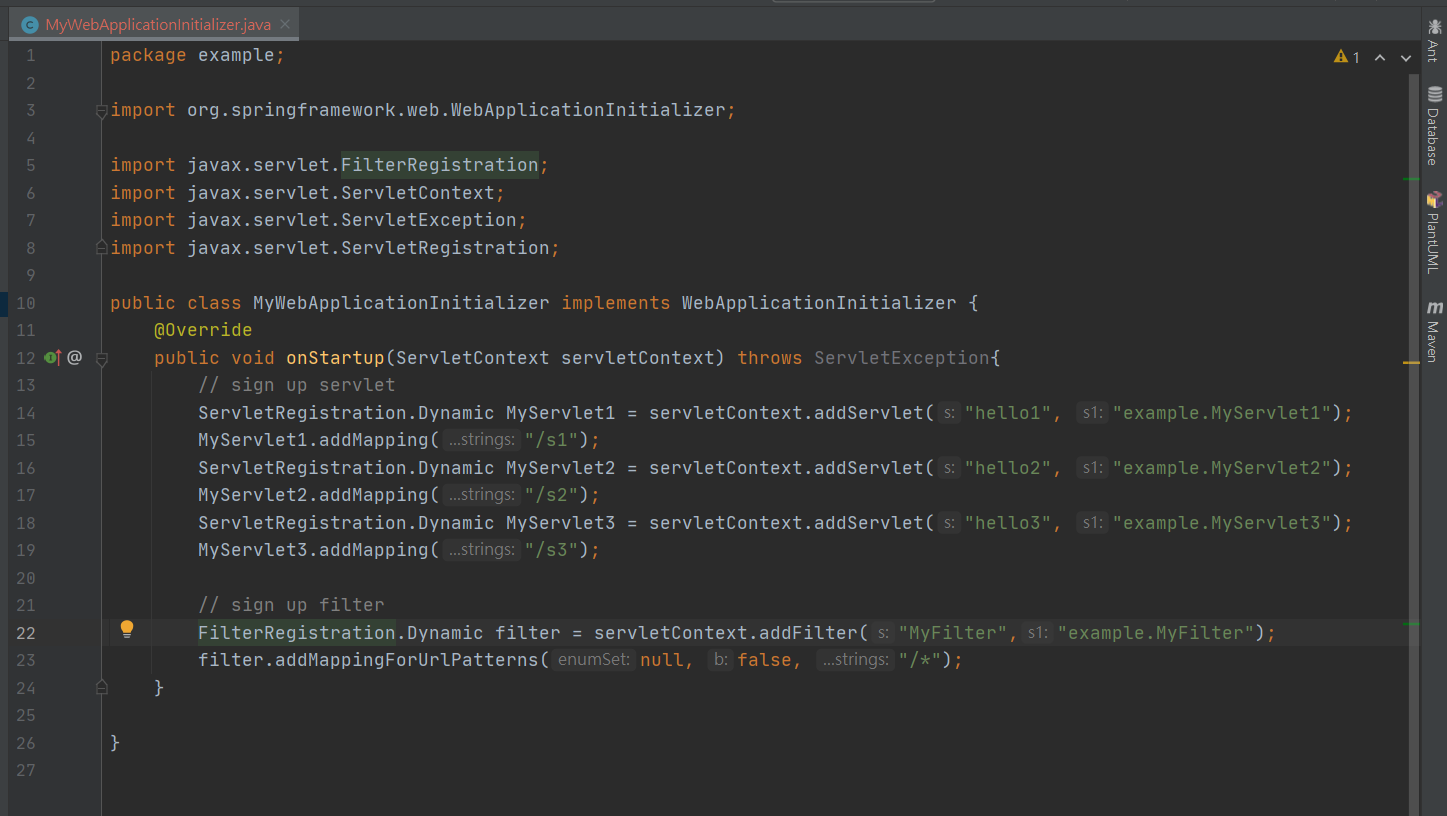 MyWebApplicationInitializer.java
1 package example;
2
3 import org.springframework.web.WebApplicationInitializer;
4
5 import javax.servlet.FilterRegistration;
6 import javax.servlet.ServletContext;
7 import javax.servlet.ServletException;
8 import javax.servlet.ServletRegistration;
9
10 public class MyWebApplicationInitializer implements WebApplicationInitializer {
11 @Override
12 @ public void onStartup(ServletContext servletContext) throws ServletException{
13 // sign up servlet
14 ServletRegistration.Dynamic MyServlet1 = servletContext.addServlet( s: "hello1", s1: "example.MyServlet1");
15 MyServlet1.addMapping( ...strings: "/s1");
16 ServletRegistration.Dynamic MyServlet2 = servletContext.addServlet( s: "hello2", s1: "example.MyServlet2");
17 MyServlet2.addMapping( ...strings: "/s2");
18 ServletRegistration.Dynamic MyServlet3 = servletContext.addServlet( s: "hello3", s1: "example.MyServlet3");
19 MyServlet3.addMapping( ...strings: "/s3");
20
21 // sign up filter
22 FilterRegistration.Dynamic filter = servletContext.addFilter( s: "MyFilter", s1: "example.MyFilter");
23 filter.addMappingForUrlPatterns( enumSet: null, b: false, ...strings: "/*");
24 }
25
26 }
27
1
Ant
Database
PlantUML
m Maven